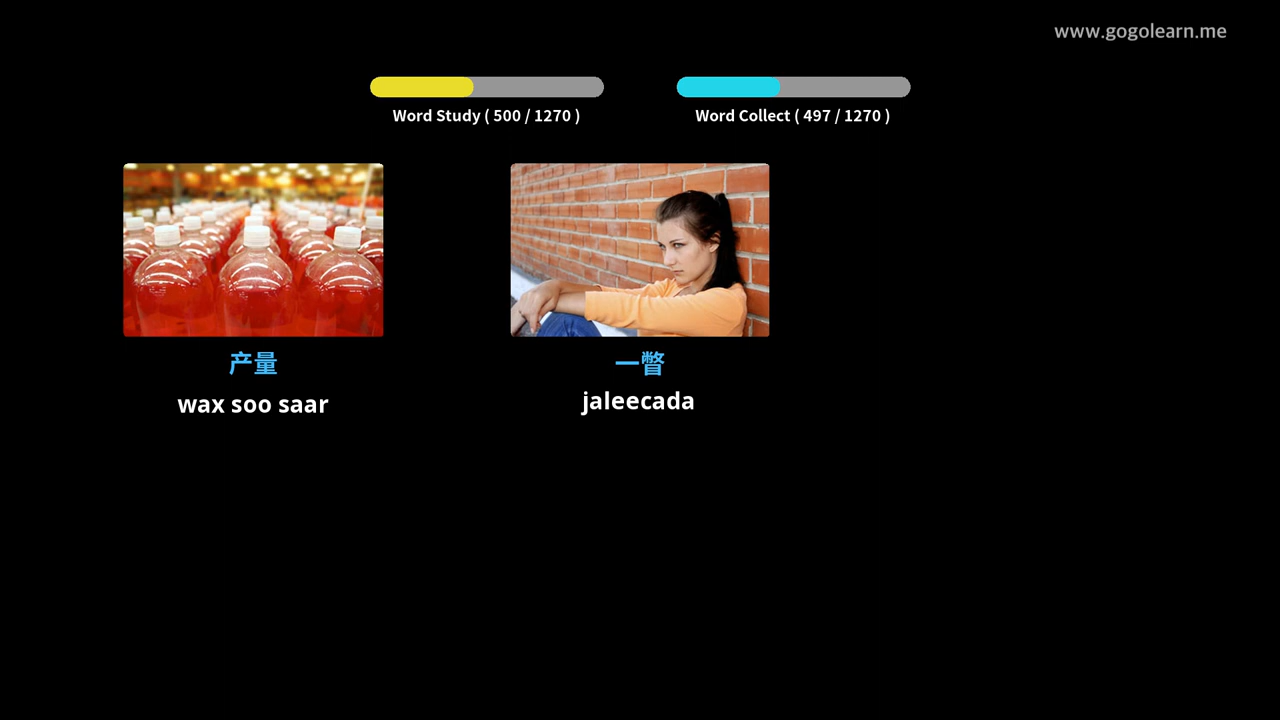 www.gogolearn.me
Word Study ( 500 / 1270 )
Word Collect ( 497 / 1270 )
产量
wax soo saar
一瞥
jaleecada